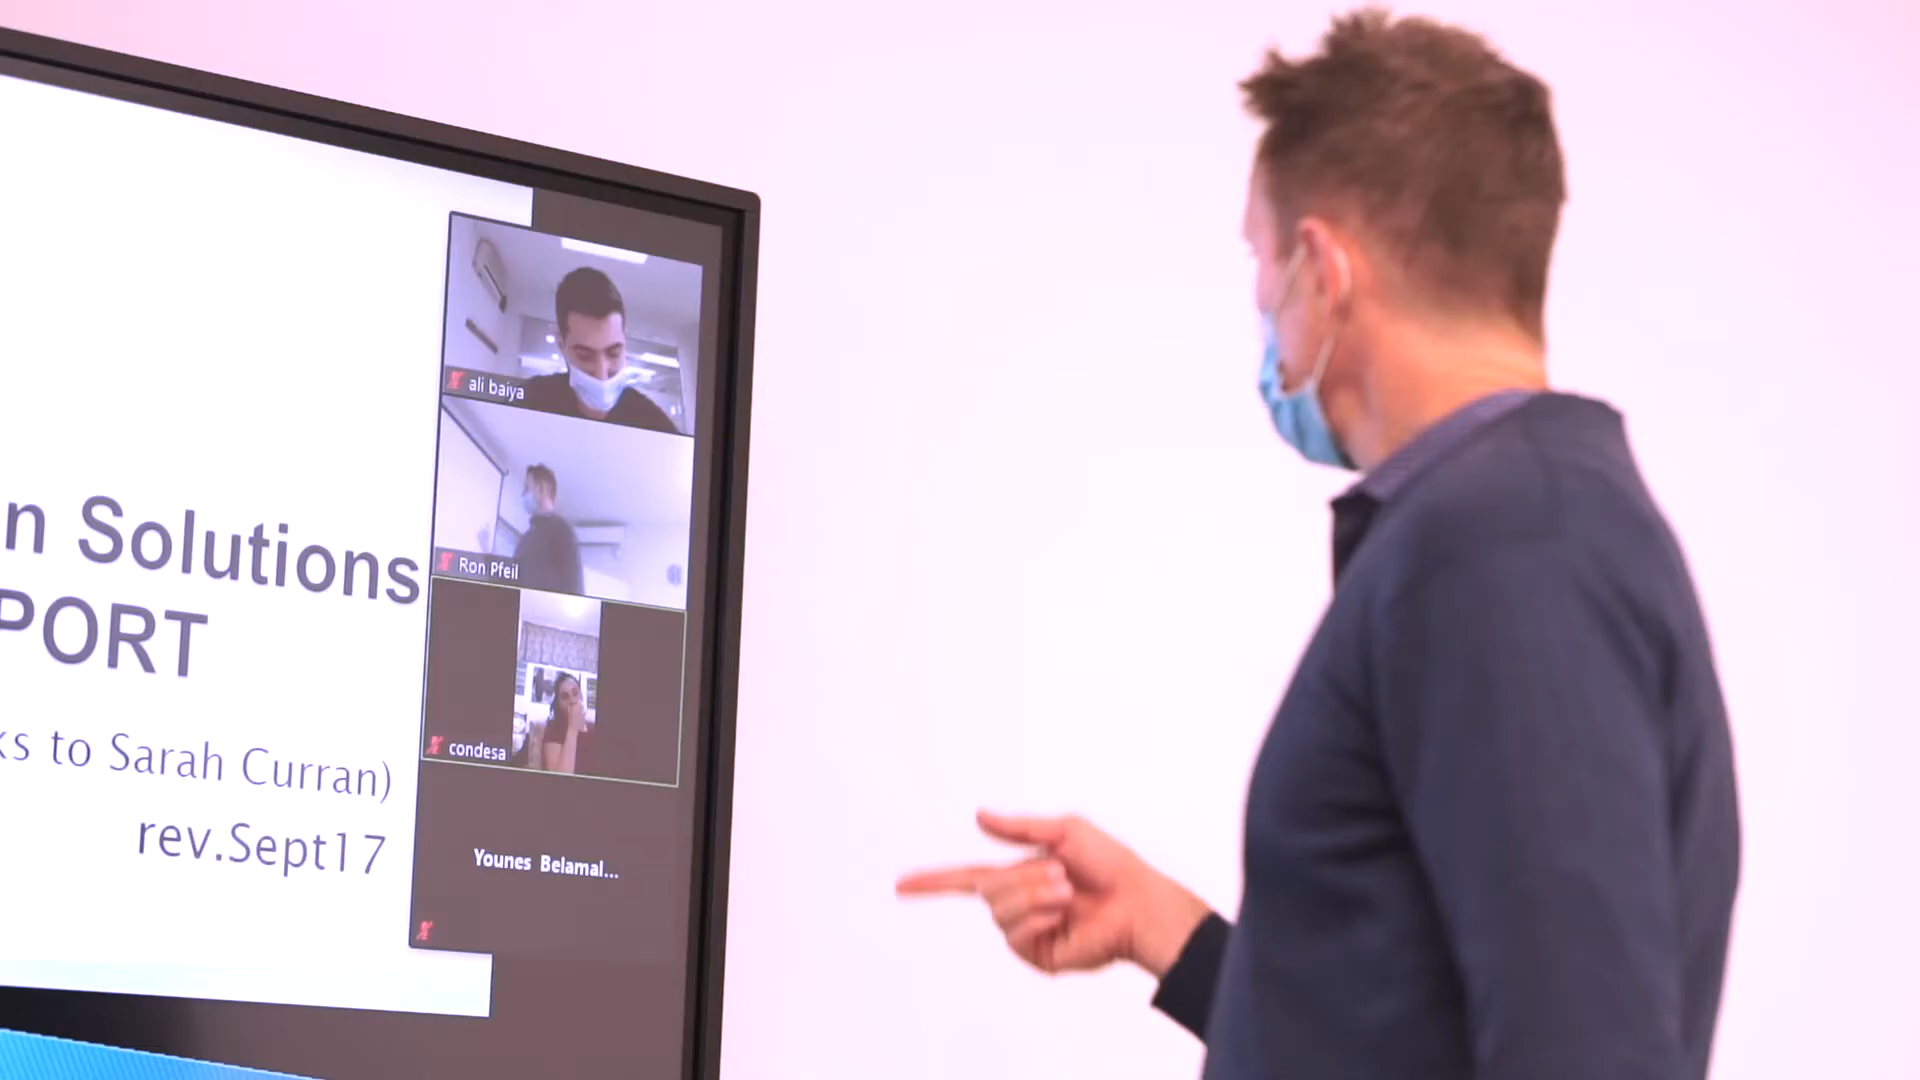 n Solutions
PORT
ks to Sarah Curran)
rev.Sept17
ali baiya
Ron Pfeil
condesa
Younes Belamal...